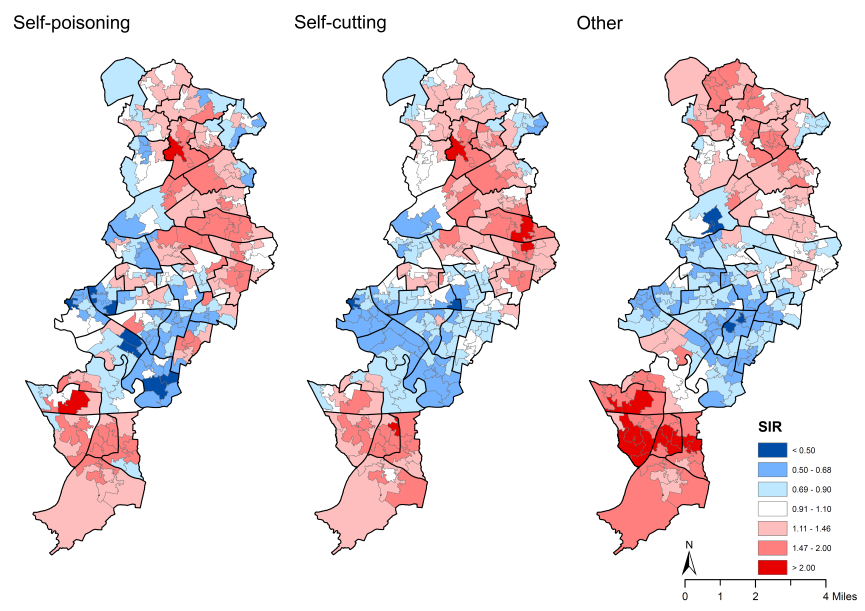 Self-poisoning
Self-cutting
Other
SIR
< 0.50
0.50 - 0.68
0.69 - 0.90
0.91 - 1.10
1.11 - 1.46
1.47 - 2.00
> 2.00
N
0 1 2 4 Miles